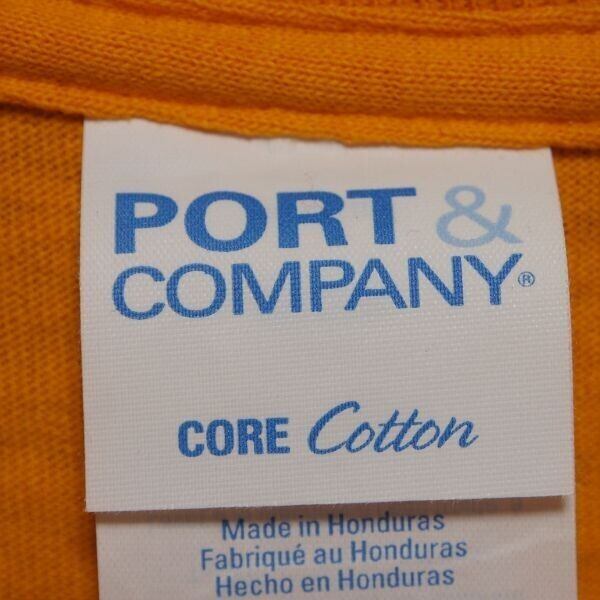 PORT &
COMPANY®
CORE Cotton
Made in Honduras
Fabriqué au Honduras
Hecho en Honduras